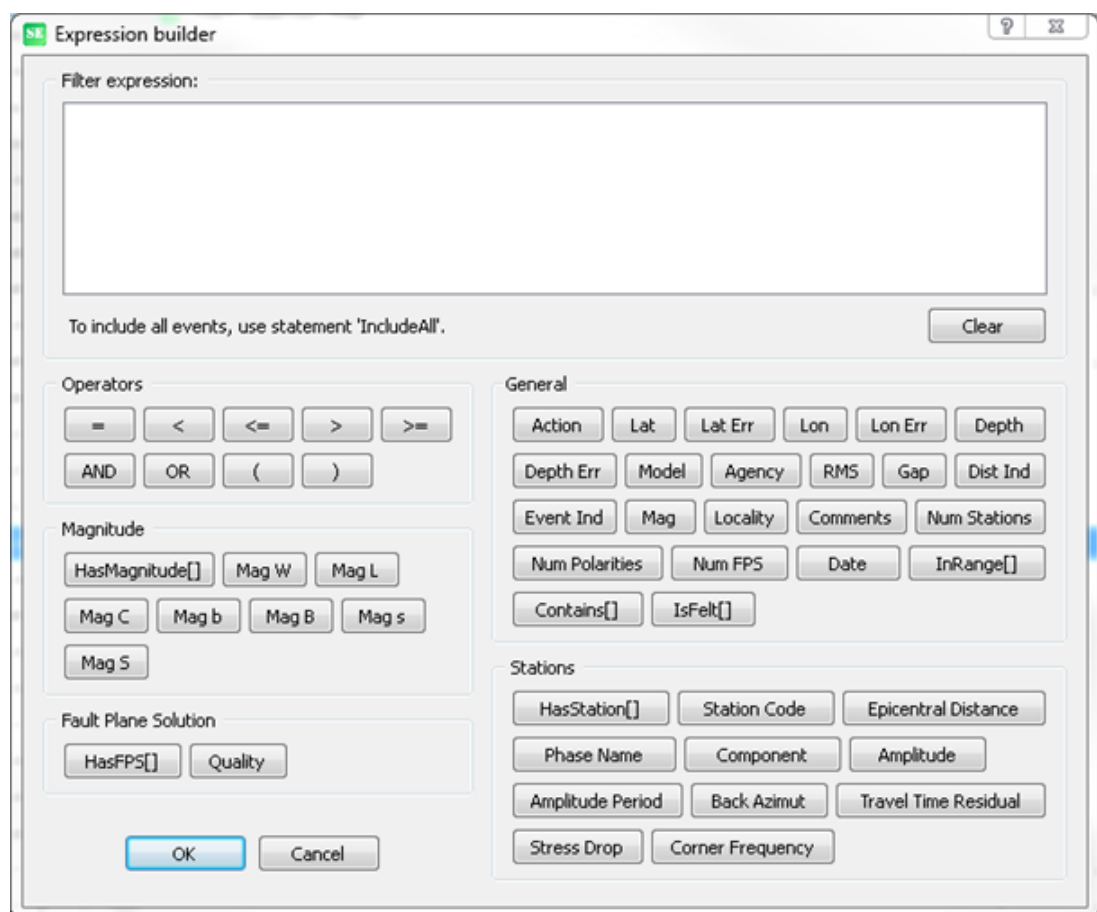 SE Expression builder
Filter expression:
To include all events, use statement 'IncludeAll'. Clear
Operators
= < <= > >=
AND OR ( )
Magnitude
HasMagnitude[] Mag W Mag L
Mag C Mag b Mag B Mag s
Mag S
Fault Plane Solution
HasFPS[] Quality
OK Cancel
General
Action Lat Lat Err Lon Lon Err Depth
Depth Err Model Agency RMS Gap Dist Ind
Event Ind Mag Locality Comments Num Stations
Num Polarities Num FPS Date InRange[]
Contains[] IsFelt[]
Stations
HasStation[] Station Code Epicentral Distance
Phase Name Component Amplitude
Amplitude Period Back Azimut Travel Time Residual
Stress Drop Corner Frequency